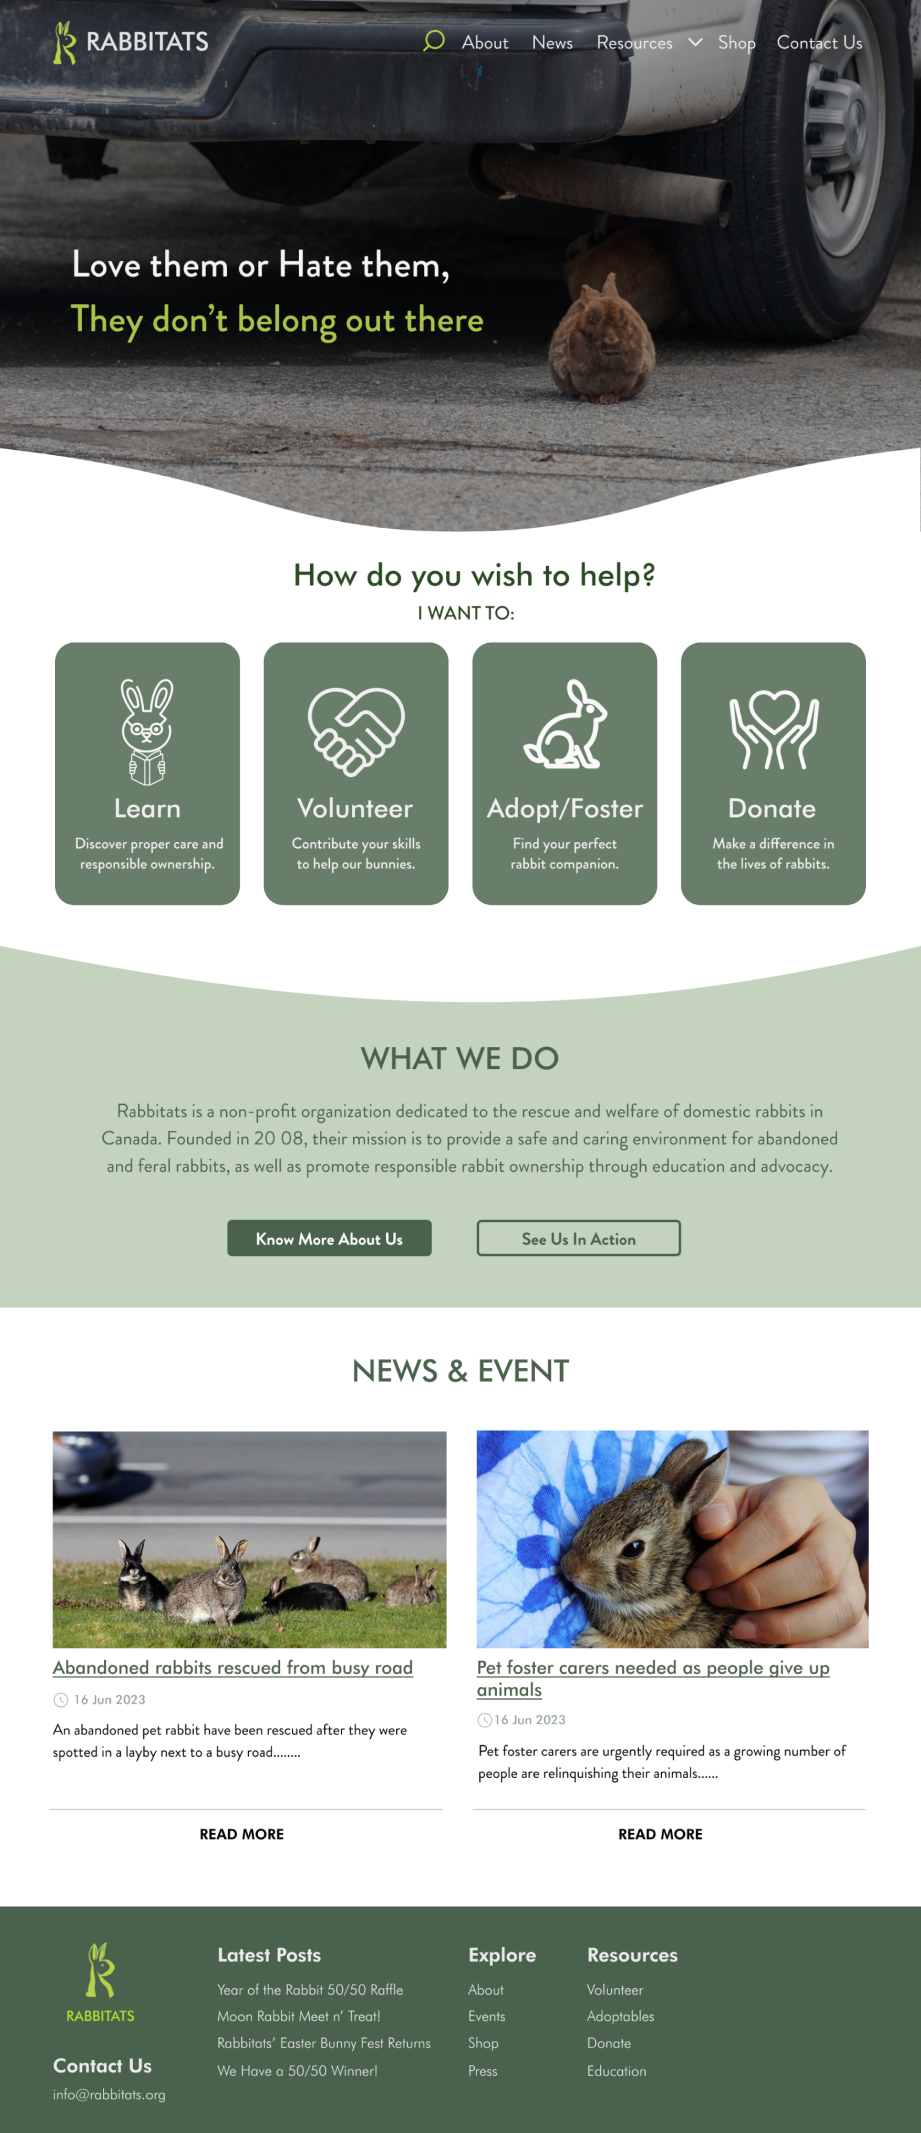 RABBITATS
About News Resources Shop Contact Us
Love them or Hate them,
They don't belong out there
How do you wish to help?
I WANT TO:
Learn
Discover proper care and
responsible ownership.
Volunteer
Contribute your skills
to help our bunnies.
Adopt/Foster
Find your perfect
rabbit companion.
Donate
Make a difference in
the lives of rabbits.
WHAT WE DO
Rabbitats is a non-profit organization dedicated to the rescue and welfare of domestic rabbits in
Canada. Founded in 20 08, their mission is to provide a safe and caring environment for abandoned
and feral rabbits, as well as promote responsible rabbit ownership through education and advocacy.
Know More About Us
See Us In Action
NEWS & EVENT
Abandoned rabbits rescued from busy road
16 Jun 2023
An abandoned pet rabbit have been rescued after they were
spotted in a layby next to a busy road........
READ MORE
Pet foster carers needed as people give up
animals
16 Jun 2023
Pet foster carers are urgently required as a growing number of
people are relinquishing their animals......
READ MORE
RABBITATS
Contact Us
info@rabbitats.org
Latest Posts
Year of the Rabbit 50/50 Raffle
Moon Rabbit Meet n' Treat!
Rabbitats' Easter Bunny Fest Returns
We Have a 50/50 Winner!
Explore
About
Events
Shop
Press
Resources
Volunteer
Adoptables
Donate
Education